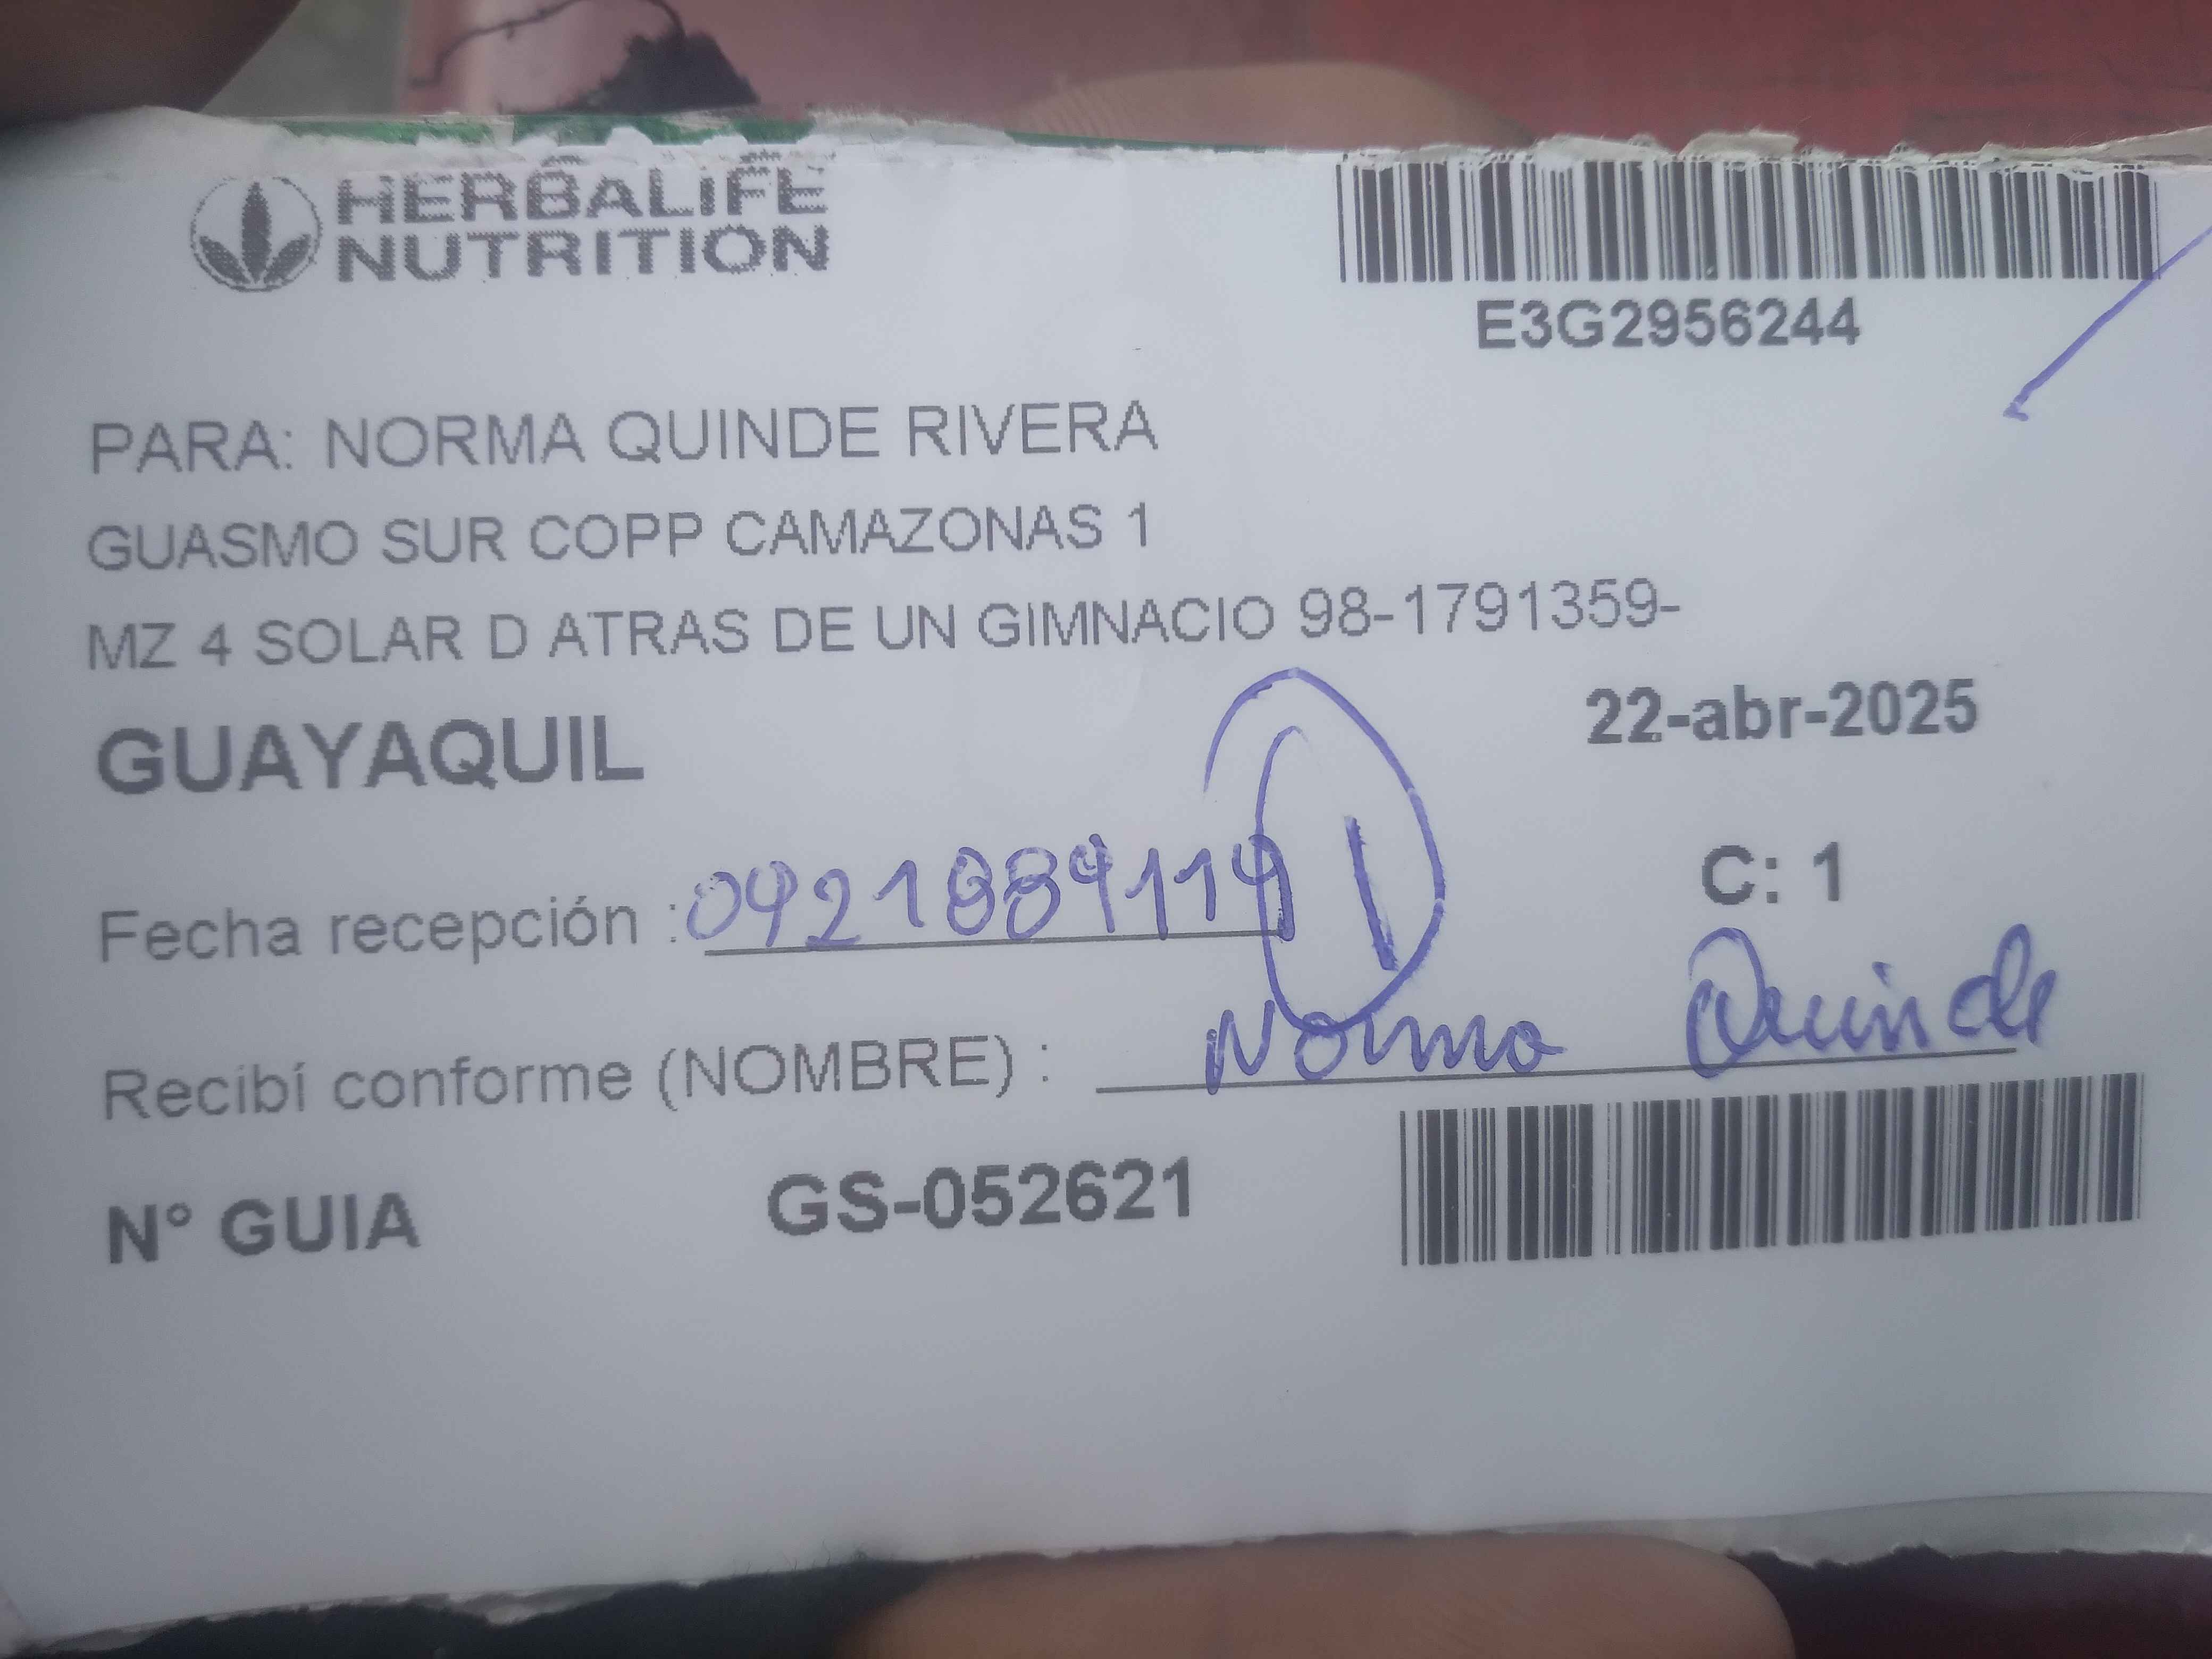 HERBALIFE
NUTRITION
E3G2956244
PARA: NORMA QUINDE RIVERA
GUASMO SUR COPP CAMAZONAS 1
MZ 4 SOLAR D ATRAS DE UN GIMNACIO 98-1791359-
GUAYAQUIL
22-abr-2025
Fecha recepción :
1
C: 1
Recibí conforme (NOMBRE) : Norma Quinde
N° GUIA GS-052621